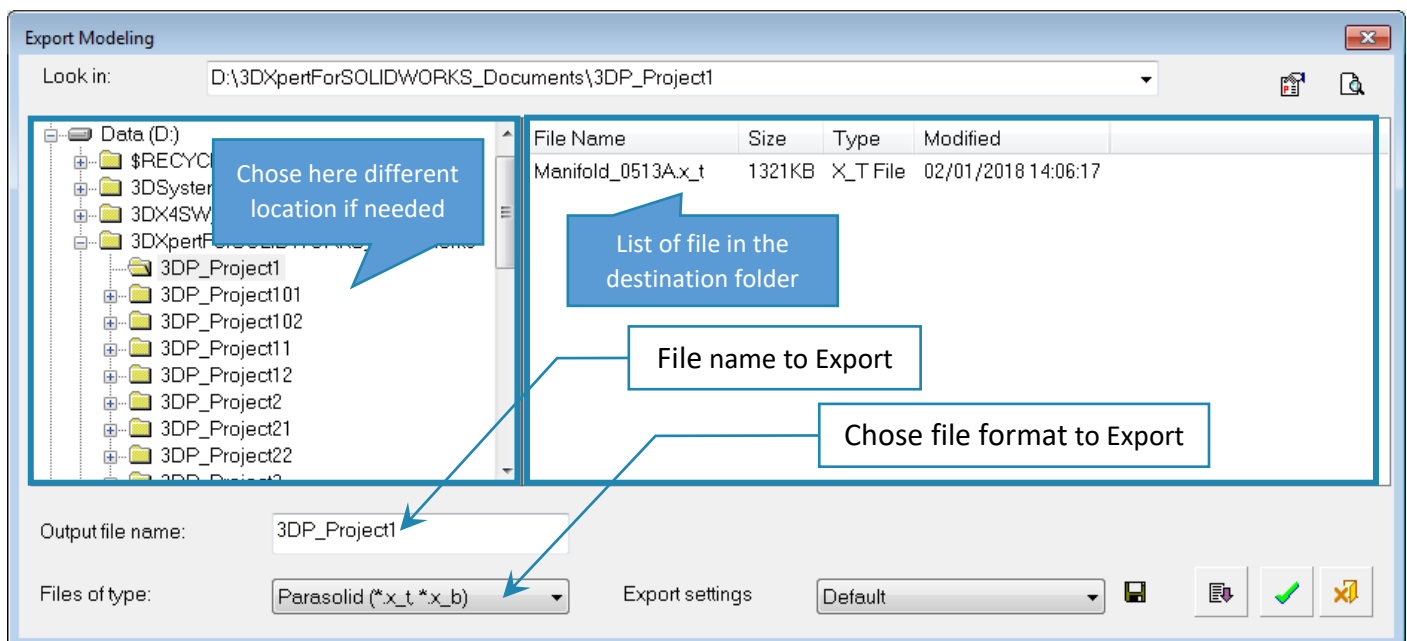 Export Modeling
Look in: D:\3DXpertForSOLIDWORKS_Documents\3DP_Project1
Data (D:)
3DP_Project1
3DP_Project101
3DP_Project102
3DP_Project11
3DP_Project12
3DP_Project2
3DP_Project21
3DP_Project22
Chose here different
location if needed
File Name Size Type Modified
Manifold_0513A.x_t 1321KB X_T File 02/01/2018 14:06:17
List of file in the
destination folder
File name to Export
Chose file format to Export
Output file name: 3DP_Project1
Files of type: Parasolid (*.x_t, *.x_b) Export settings Default